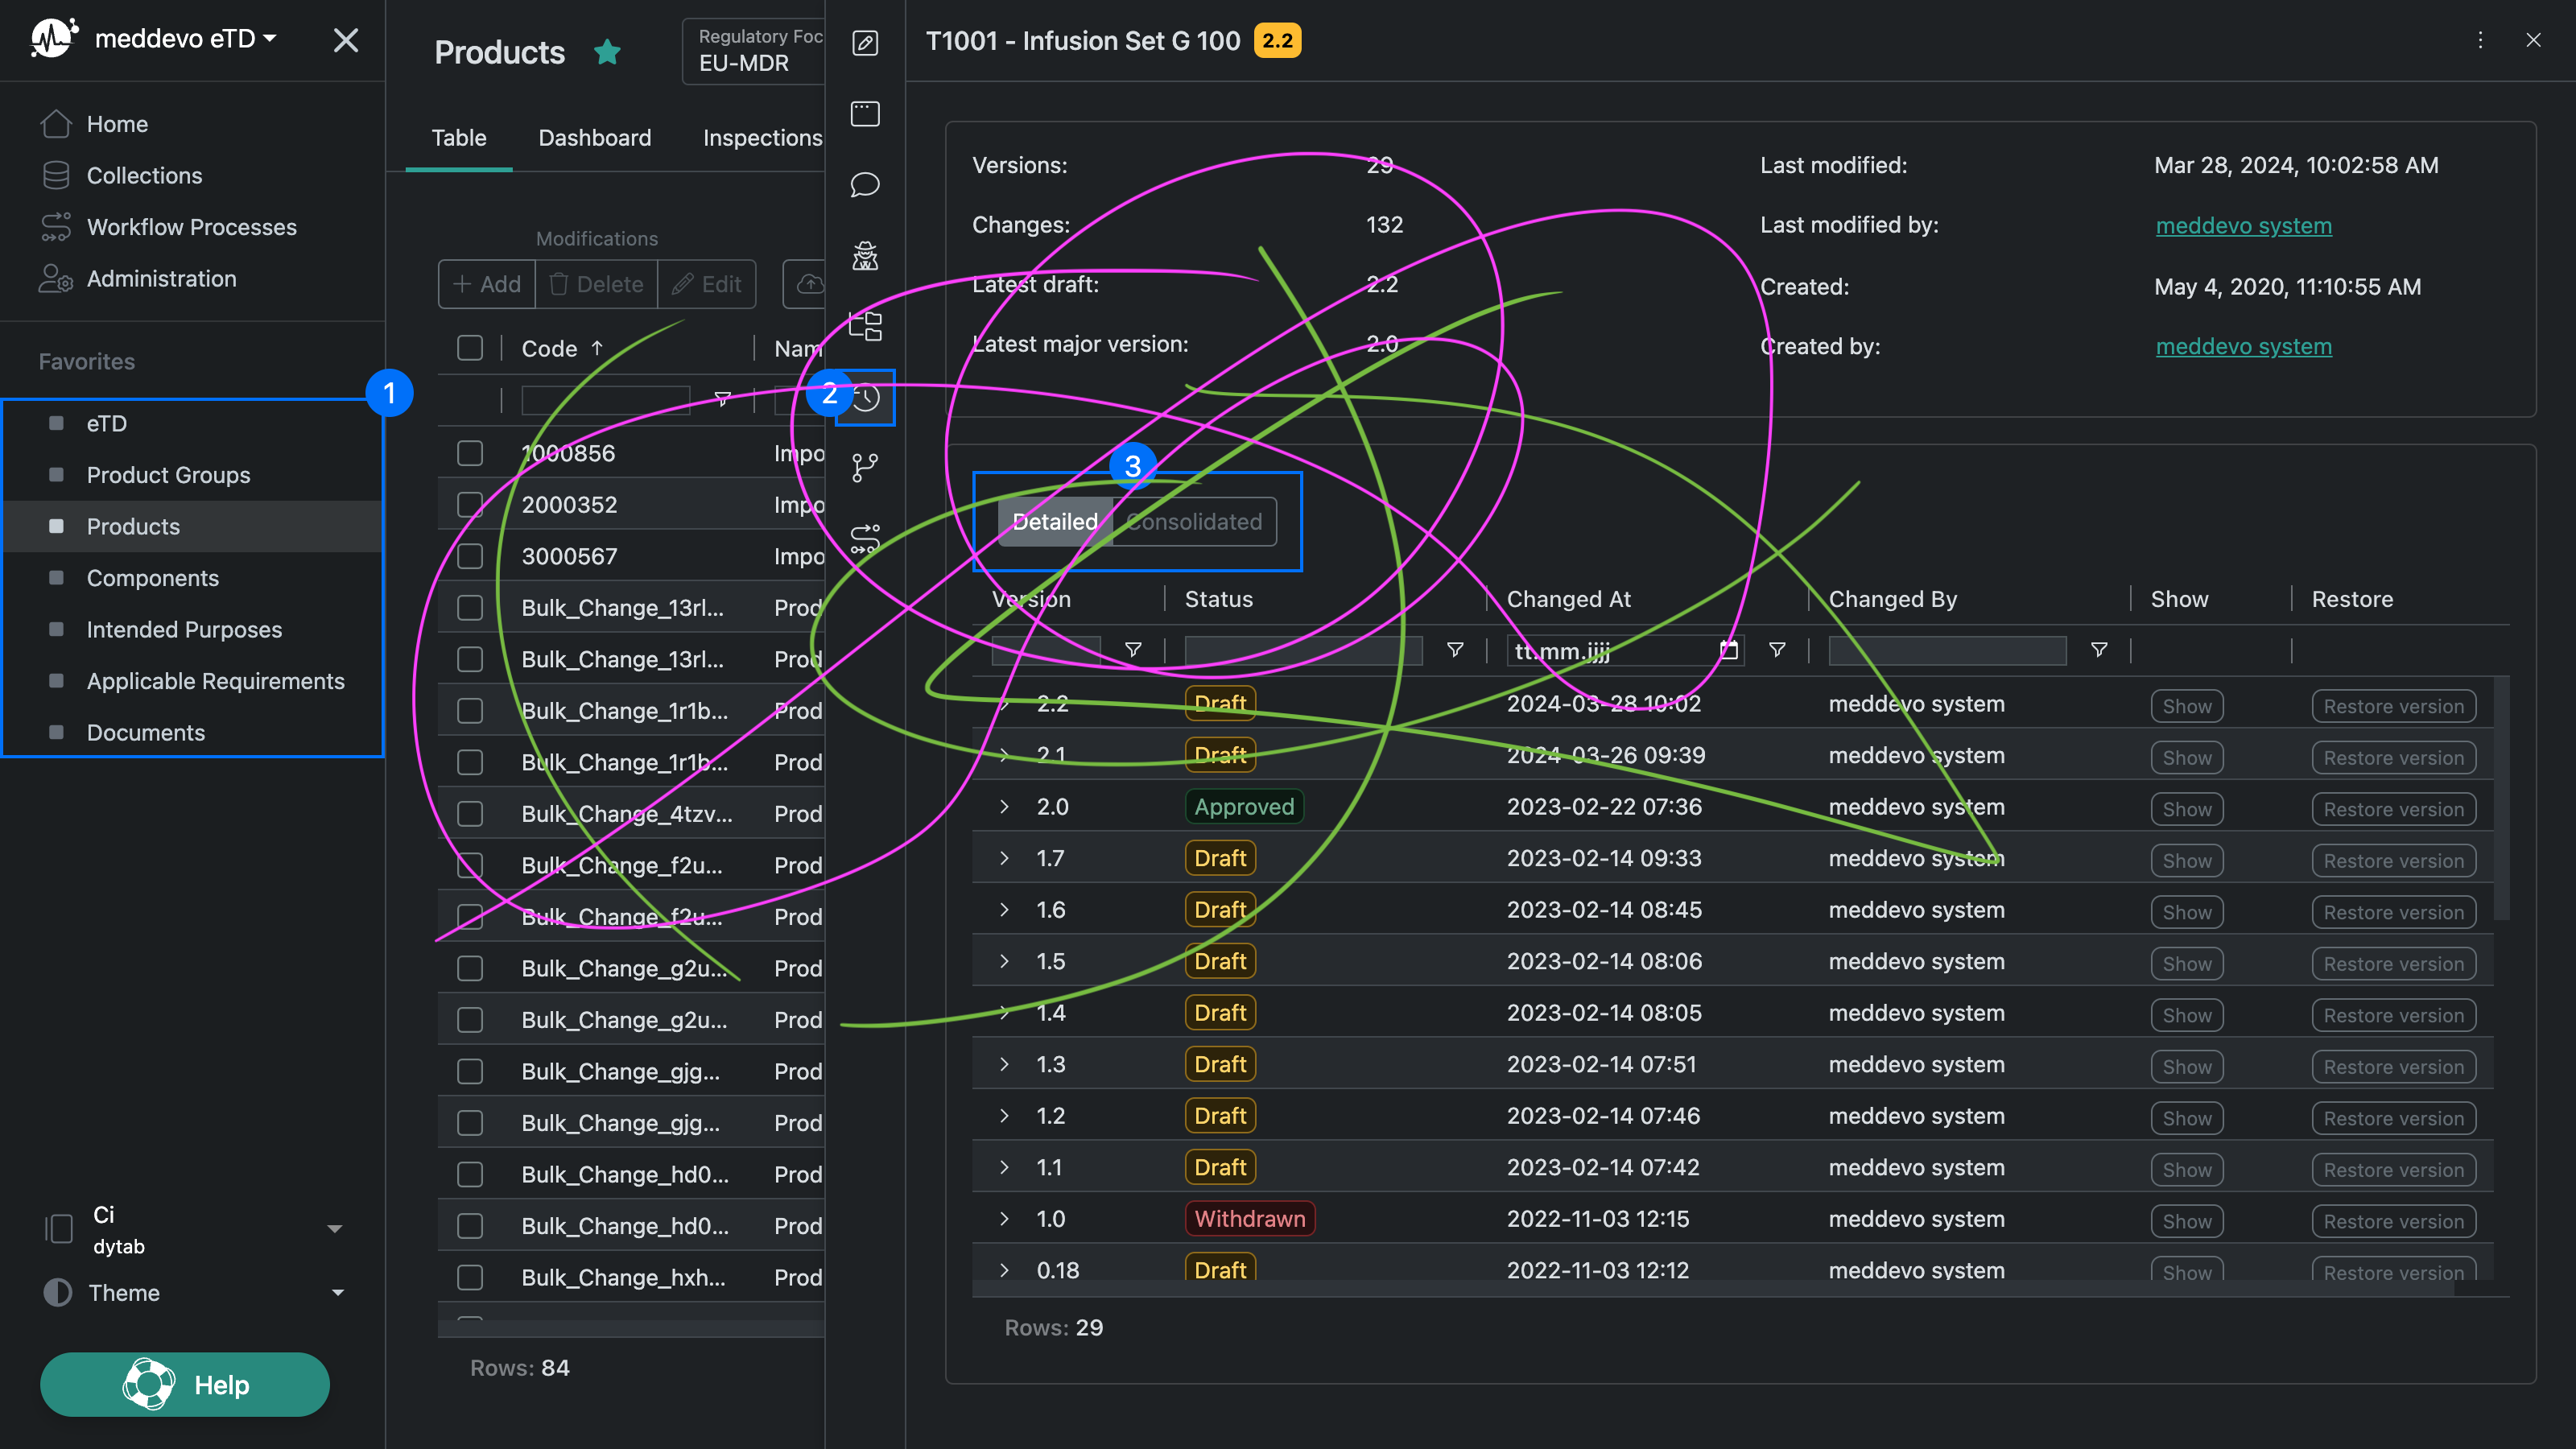 meddevo eTD
Home
Collections
Workflow Processes
Administration
Favorites
1
eTD
Product Groups
Products
Components
Intended Purposes
Applicable Requirements
Documents
Ci
dytab
Theme
Help
Products
Regulatory Foc
EU-MDR
Table Dashboard Inspections
Modifications
Add Delete Edit
Code ↑ Nam
1000856 Impo
2000352 Impo
3000567 Impo
Bulk_Change_13rl... Prod
Bulk_Change_13rl... Prod
Bulk_Change_1r1b... Prod
Bulk_Change_1r1b... Prod
Bulk_Change_4tzv... Prod
Bulk_Change_f2u... Prod
Bulk_Change_f2u... Prod
Bulk_Change_g2u... Prod
Bulk_Change_g2u... Prod
Bulk_Change_gjg... Prod
Bulk_Change_gjg... Prod
Bulk_Change_hd0... Prod
Bulk_Change_hd0... Prod
Bulk_Change_hxh... Prod
Rows: 84
2
T1001 - Infusion Set G 100 2.2
Versions: 29 Last modified: Mar 28, 2024, 10:02:58 AM
Changes: 132 Last modified by: meddevo system
Latest draft: 2.2 Created: May 4, 2020, 11:10:55 AM
Latest major version: 2.0 Created by: meddevo system
3
Detailed Consolidated
Version Status Changed At Changed By Show Restore
tt.mm.jjjj
2.2 Draft 2024-03-28 10:02 meddevo system Show Restore version
2.1 Draft 2024-03-26 09:39 meddevo system Show Restore version
2.0 Approved 2023-02-22 07:36 meddevo system Show Restore version
1.7 Draft 2023-02-14 09:33 meddevo system Show Restore version
1.6 Draft 2023-02-14 08:45 meddevo system Show Restore version
1.5 Draft 2023-02-14 08:06 meddevo system Show Restore version
1.4 Draft 2023-02-14 08:05 meddevo system Show Restore version
1.3 Draft 2023-02-14 07:51 meddevo system Show Restore version
1.2 Draft 2023-02-14 07:46 meddevo system Show Restore version
1.1 Draft 2023-02-14 07:42 meddevo system Show Restore version
1.0 Withdrawn 2022-11-03 12:15 meddevo system Show Restore version
0.18 Draft 2022-11-03 12:12 meddevo system Show Restore version
Rows: 29